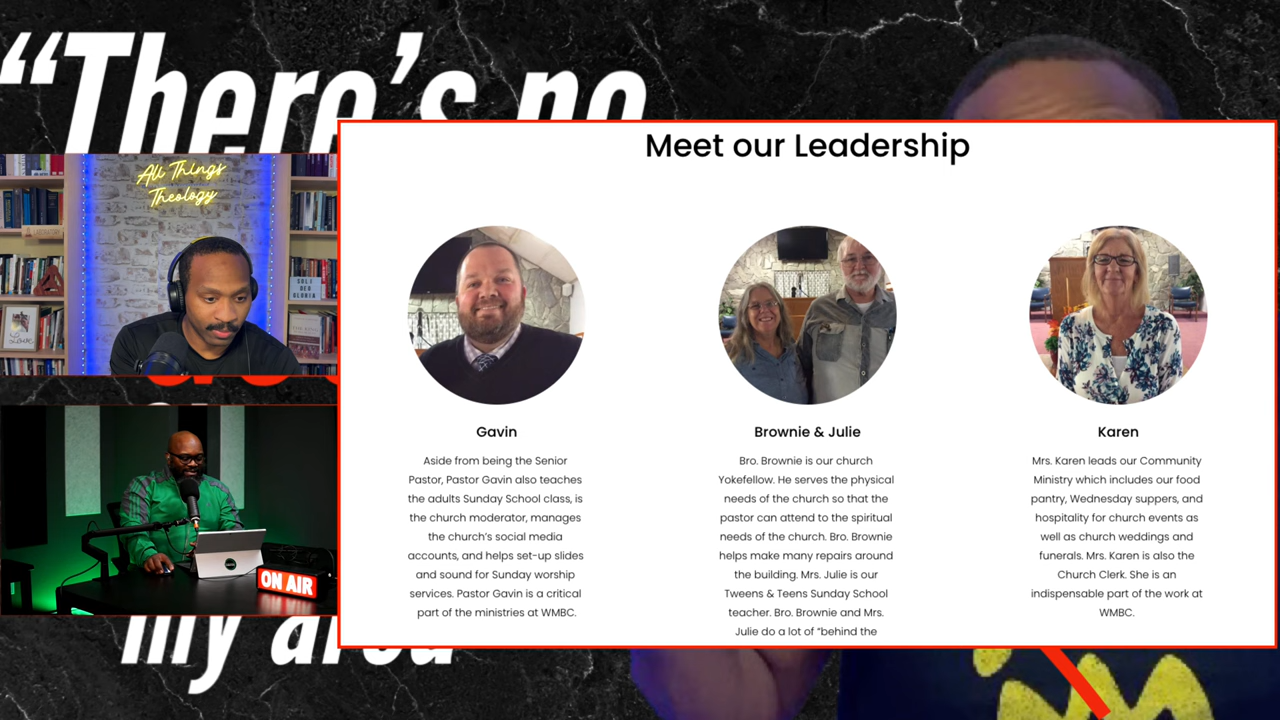 “There’s no
All Things
Theology
SOLI
DEO
GLORIA
ON AIR
my area
Meet our Leadership
Gavin
Aside from being the Senior
Pastor, Pastor Gavin also teaches
the adults Sunday School class, is
the church moderator, manages
the church’s social media
accounts, and helps set-up slides
and sound for Sunday worship
services. Pastor Gavin is a critical
part of the ministries at WMBC.
Brownie & Julie
Bro. Brownie is our church
Yokefellow. He serves the physical
needs of the church so that the
pastor can attend to the spiritual
needs of the church. Bro. Brownie
helps make many repairs around
the building. Mrs. Julie is our
Tweens & Teens Sunday School
teacher. Bro. Brownie and Mrs.
Julie do a lot of “behind the
Karen
Mrs. Karen leads our Community
Ministry which includes our food
pantry, Wednesday suppers, and
hospitality for church events as
well as church weddings and
funerals. Mrs. Karen is also the
Church Clerk. She is an
indispensable part of the work at
WMBC.